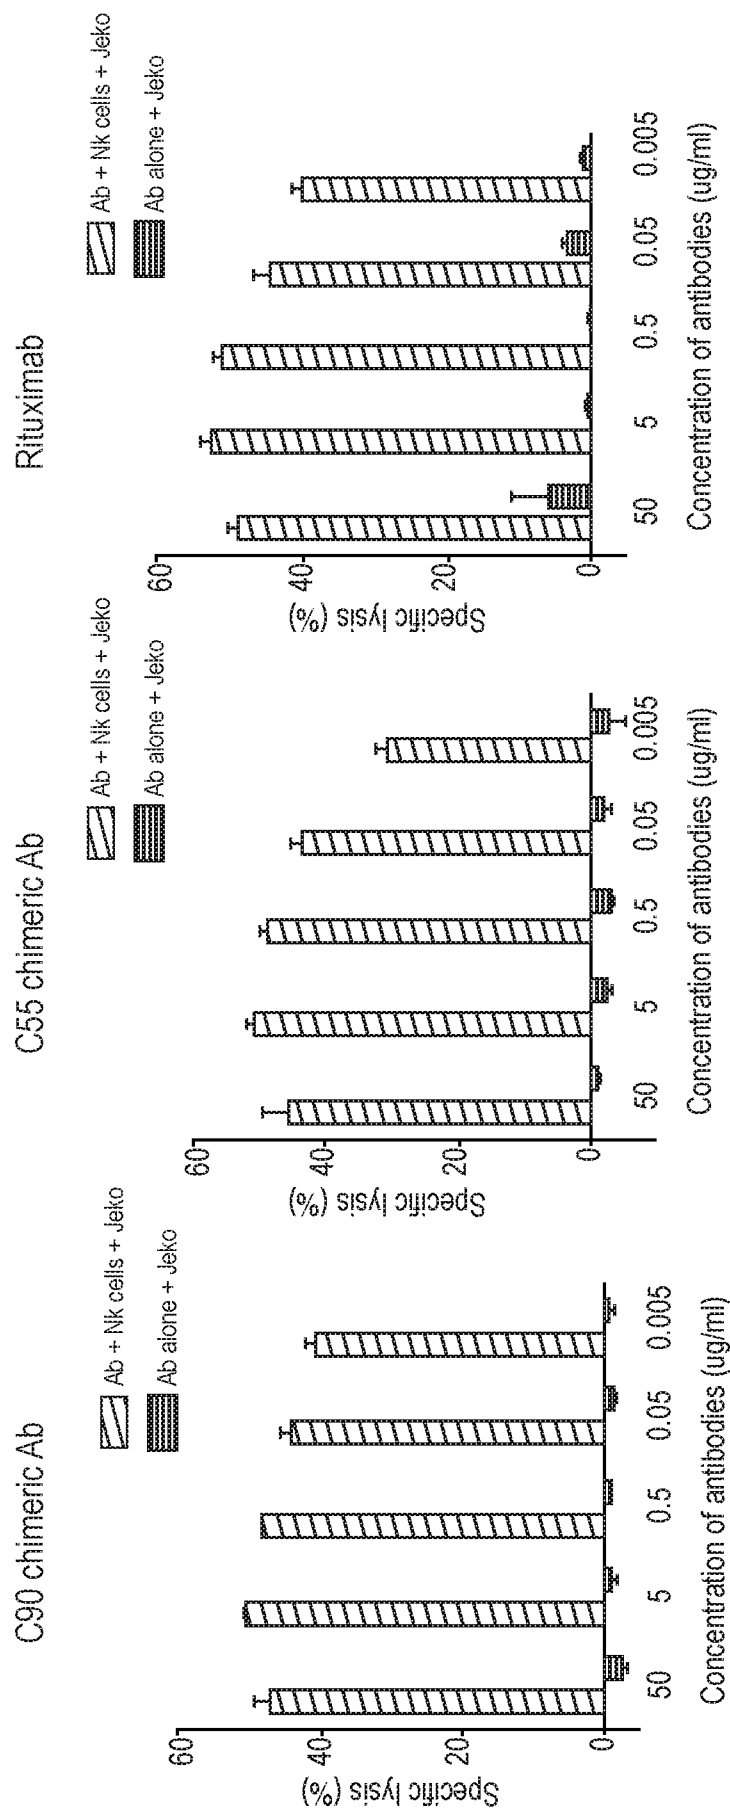 C90 chimeric Ab
Ab + Nk cells + Jeko
Ab alone + Jeko
Specific lysis (%)
60
40
20
0
50 5 0.5 0.05 0.005
Concentration of antibodies (ug/ml)
C55 chimeric Ab
Ab + Nk cells + Jeko
Ab alone + Jeko
Specific lysis (%)
60
40
20
0
50 5 0.5 0.05 0.005
Concentration of antibodies (ug/ml)
Rituximab
Ab + Nk cells + Jeko
Ab alone + Jeko
Specific lysis (%)
60
40
20
0
50 5 0.5 0.05 0.005
Concentration of antibodies (ug/ml)